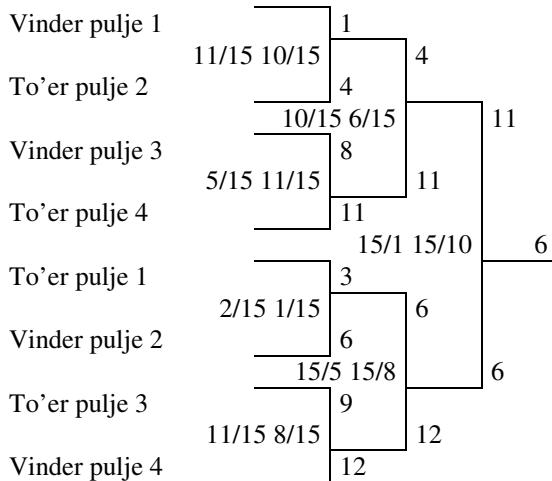 Vinder pulje 1
1
11/15 10/15
4
To’er pulje 2
4
10/15 6/15
11
Vinder pulje 3
8
5/15 11/15
11
To’er pulje 4
11
15/1 15/10
6
To’er pulje 1
3
2/15 1/15
6
Vinder pulje 2
6
15/5 15/8
6
To’er pulje 3
9
11/15 8/15
12
Vinder pulje 4
12